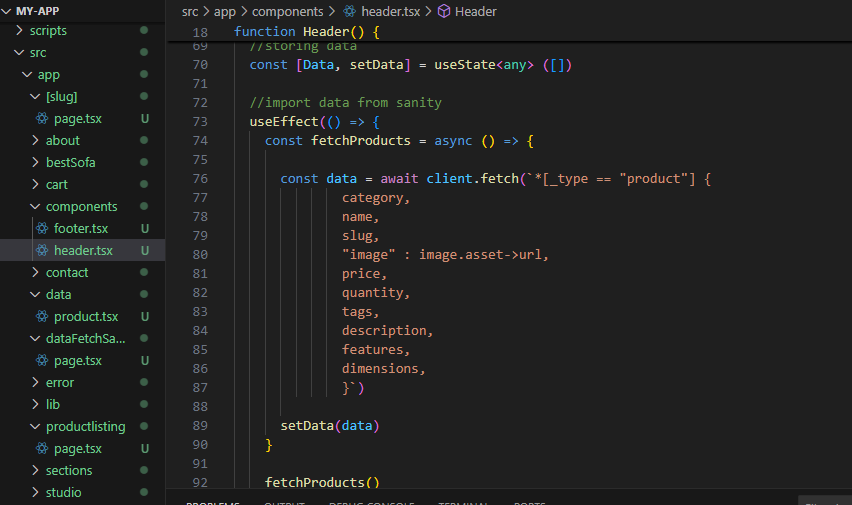 MY-APP
scripts
src
app
[slug]
page.tsx U
about
bestSofa
cart
components
footer.tsx U
header.tsx U
contact
data
product.tsx U
dataFetchSa...
page.tsx U
error
lib
productlisting
page.tsx U
sections
studio
src > app > components > header.tsx > Header
18 function Header() {
69 //storing data
70 const [Data, setData] = useState<any> ([])
71
72 //import data from sanity
73 useEffect(() => {
74 const fetchProducts = async () => {
75
76 const data = await client.fetch(`*[_type == "product"] {
77 category,
78 name,
79 slug,
80 "image" : image.asset->url,
81 price,
82 quantity,
83 tags,
84 description,
85 features,
86 dimensions,
87 }`)
88
89 setData(data)
90 }
91
92 fetchProducts()
PROBLEMS OUTPUT DEBUG CONSOLE TERMINAL PORTS